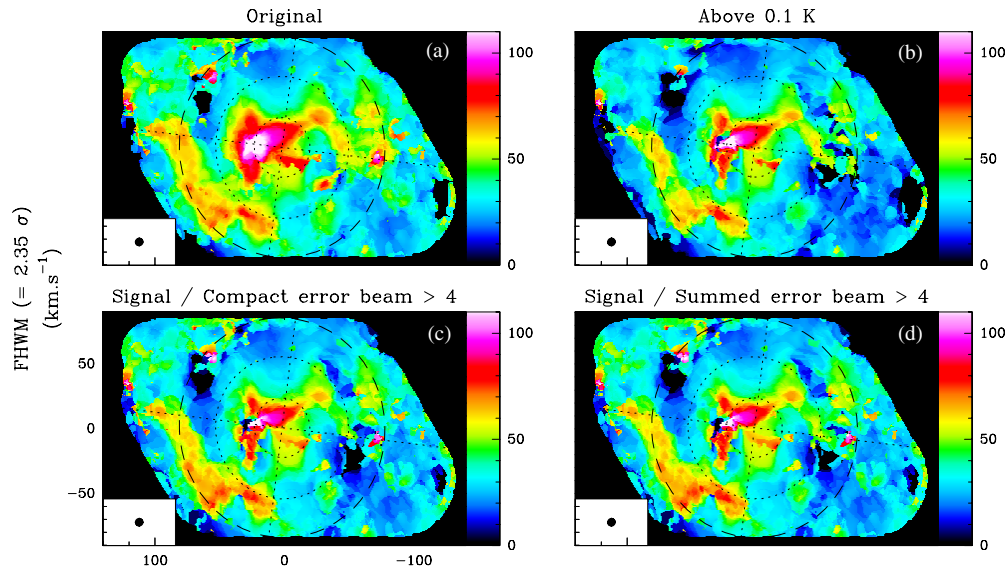 Original
Above 0.1 K
(a)
100
50
0
(b)
100
50
0
FHWM (= 2.35 σ)
(km.s⁻¹)
Signal / Compact error beam > 4
Signal / Summed error beam > 4
(c)
100
50
0
(d)
100
50
0
50
0
−50
100
0
−100